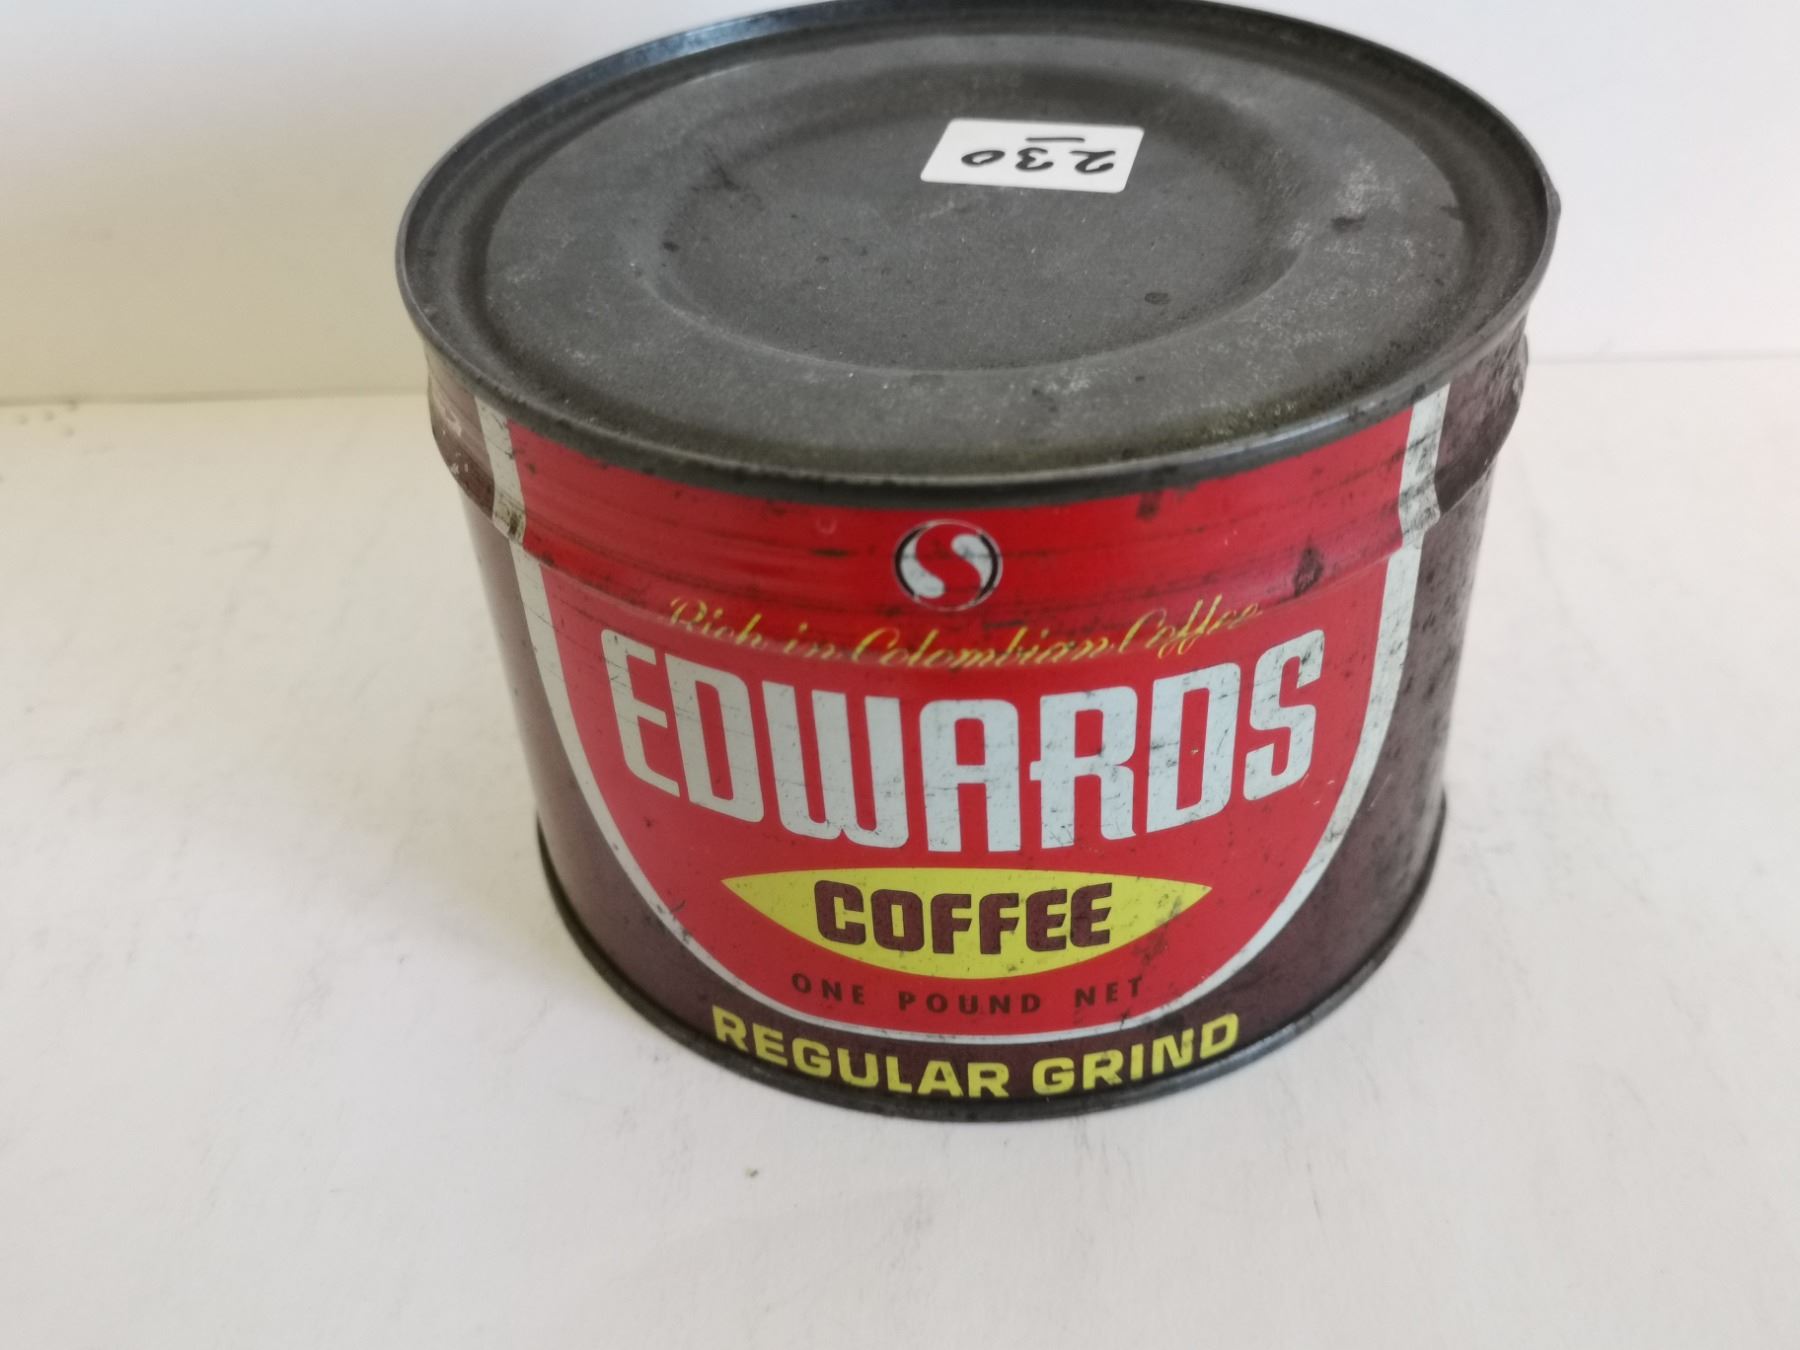 230
Rich in Colombian Coffee
EDWARDS
COFFEE
ONE POUND NET
REGULAR GRIND